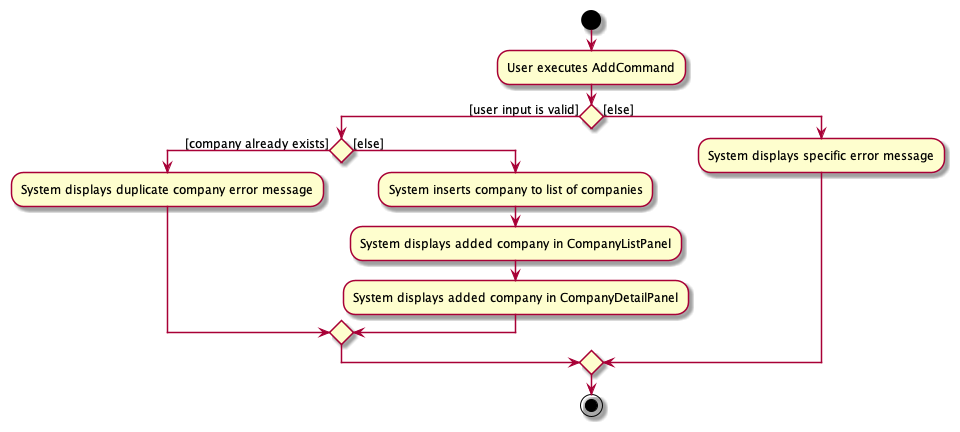 User executes AddCommand
[user input is valid]
[else]
[company already exists]
[else]
System displays specific error message
System displays duplicate company error message
System inserts company to list of companies
System displays added company in CompanyListPanel
System displays added company in CompanyDetailPanel